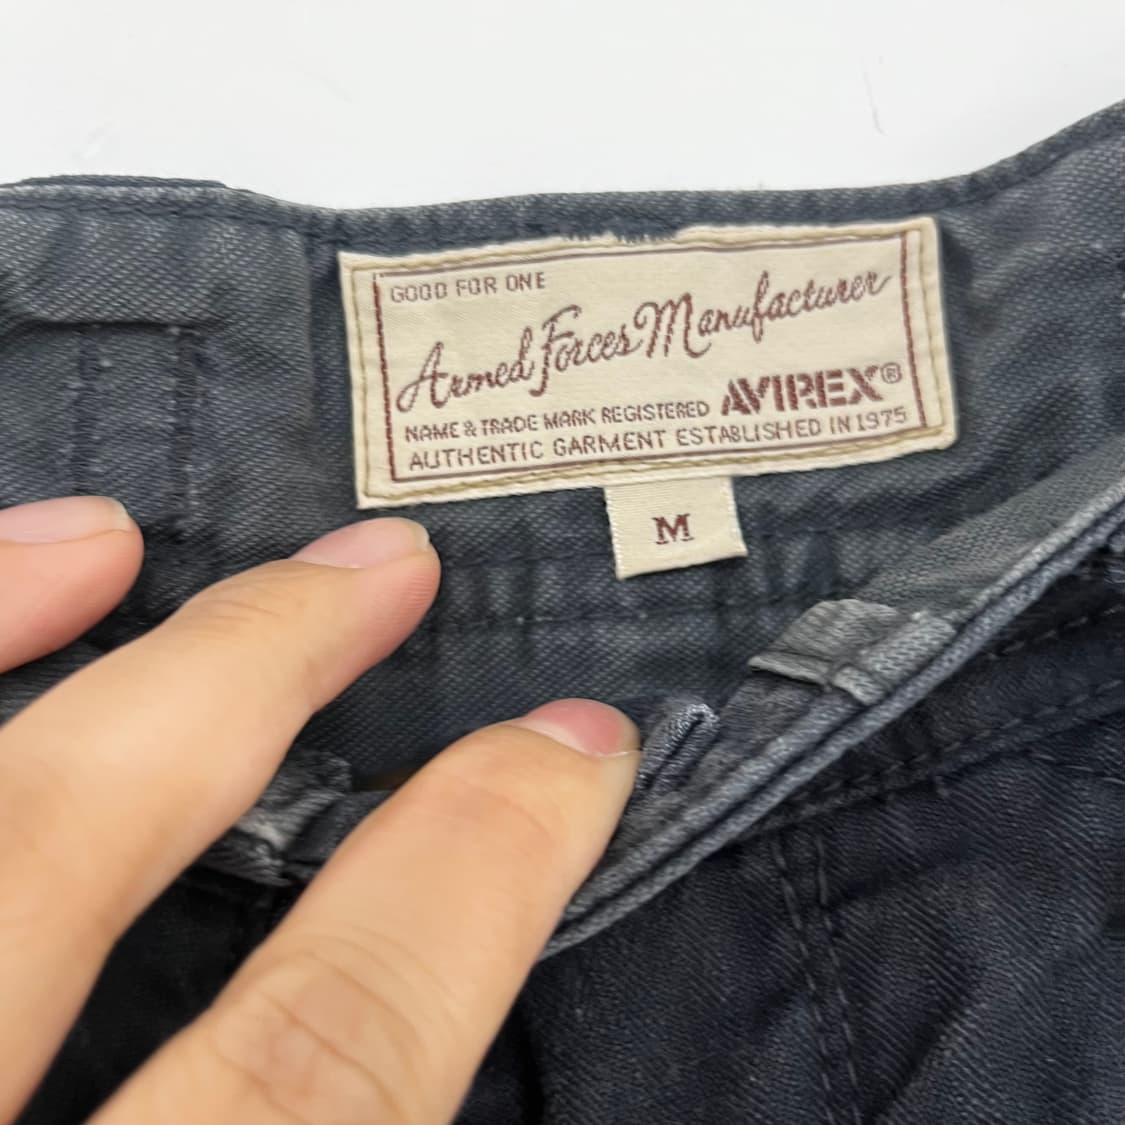 GOOD FOR ONE
Armed Forces Manufacturer
NAME & TRADE MARK REGISTERED AVIREX®
AUTHENTIC GARMENT ESTABLISHED IN 1975
M